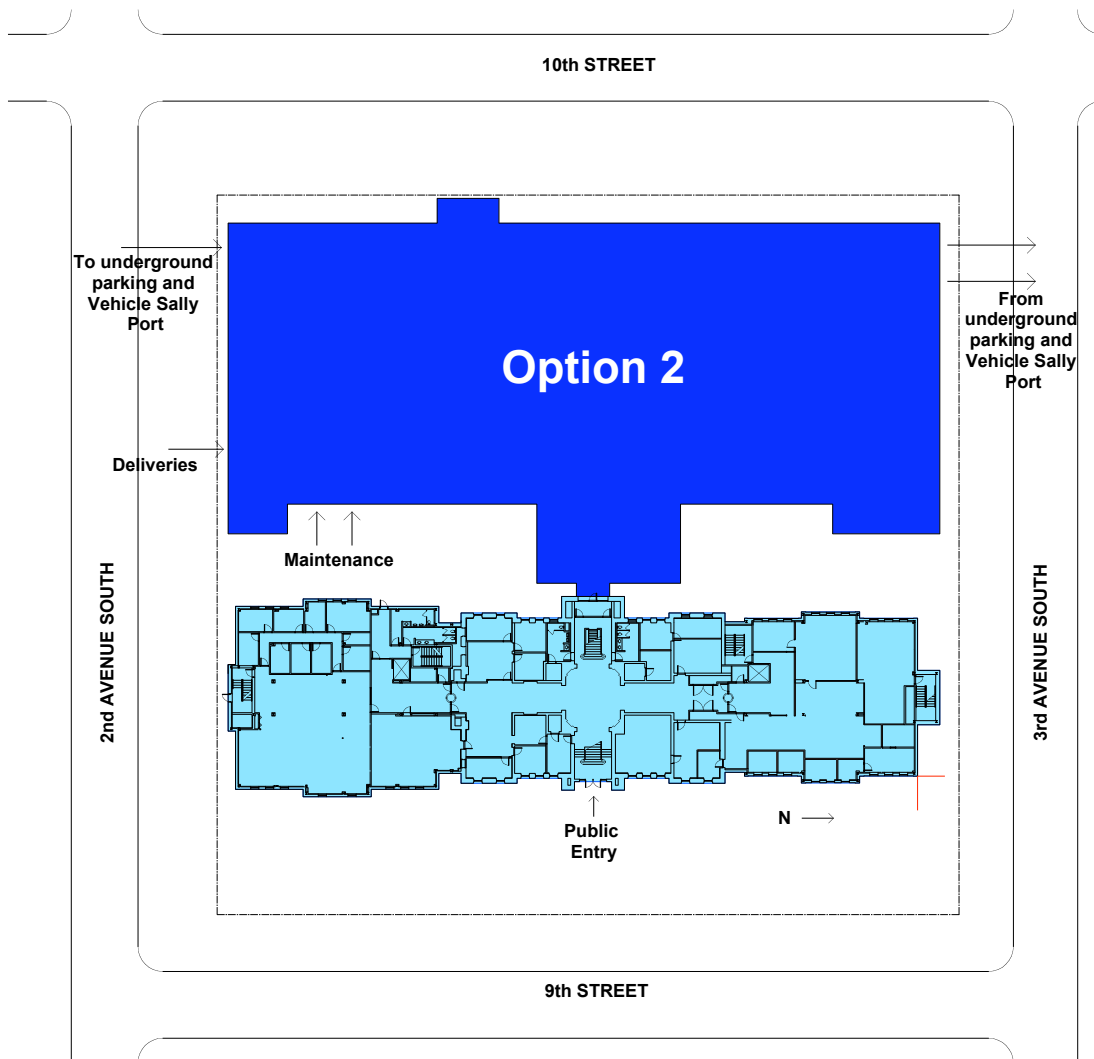 10th STREET
To underground
parking and
Vehicle Sally
Port
From
underground
parking and
Vehicle Sally
Port
Option 2
Deliveries
Maintenance
2nd AVENUE SOUTH
3rd AVENUE SOUTH
Public
Entry
N
9th STREET